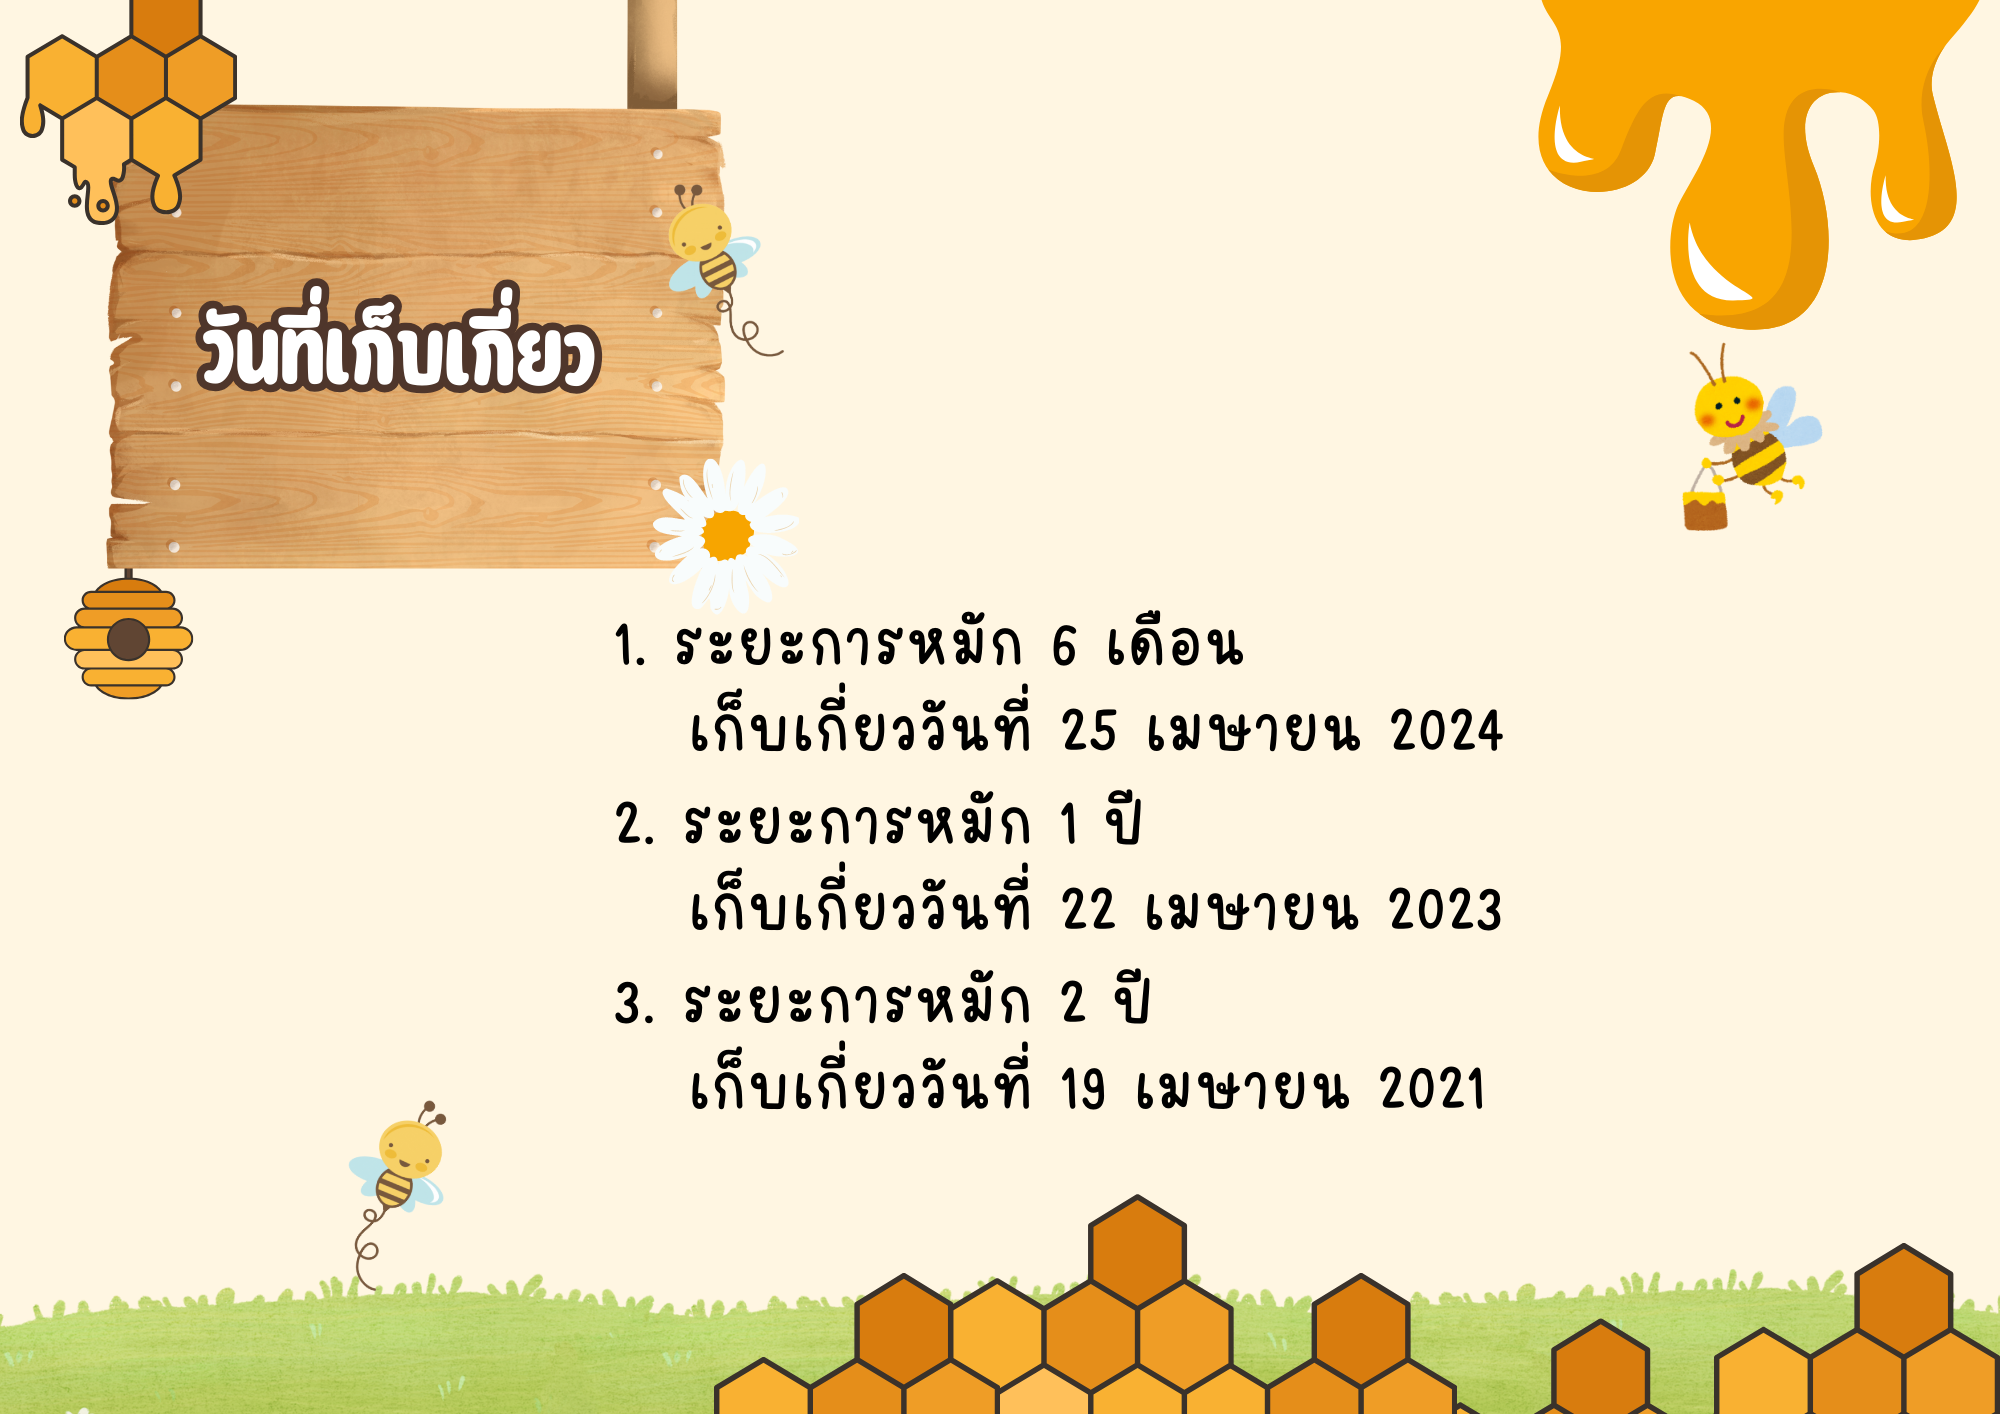 วันที่เก็บเกี่ยว
1. ระยะการหมัก 6 เดือน
เก็บเกี่ยววันที่ 25 เมษายน 2024
2. ระยะการหมัก 1 ปี
เก็บเกี่ยววันที่ 22 เมษายน 2023
3. ระยะการหมัก 2 ปี
เก็บเกี่ยววันที่ 19 เมษายน 2021